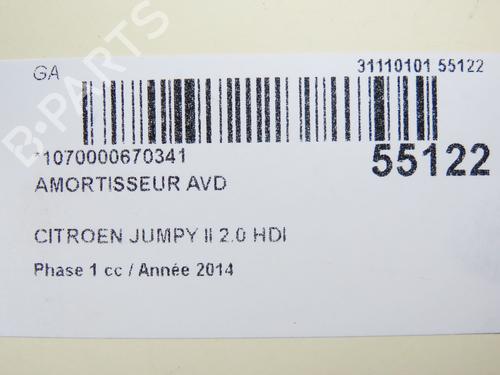 GA 31110101 55122
*1070000670341 55122
AMORTISSEUR AVD
CITROEN JUMPY II 2.0 HDI
Phase 1 cc / Année 2014
B-PARTS